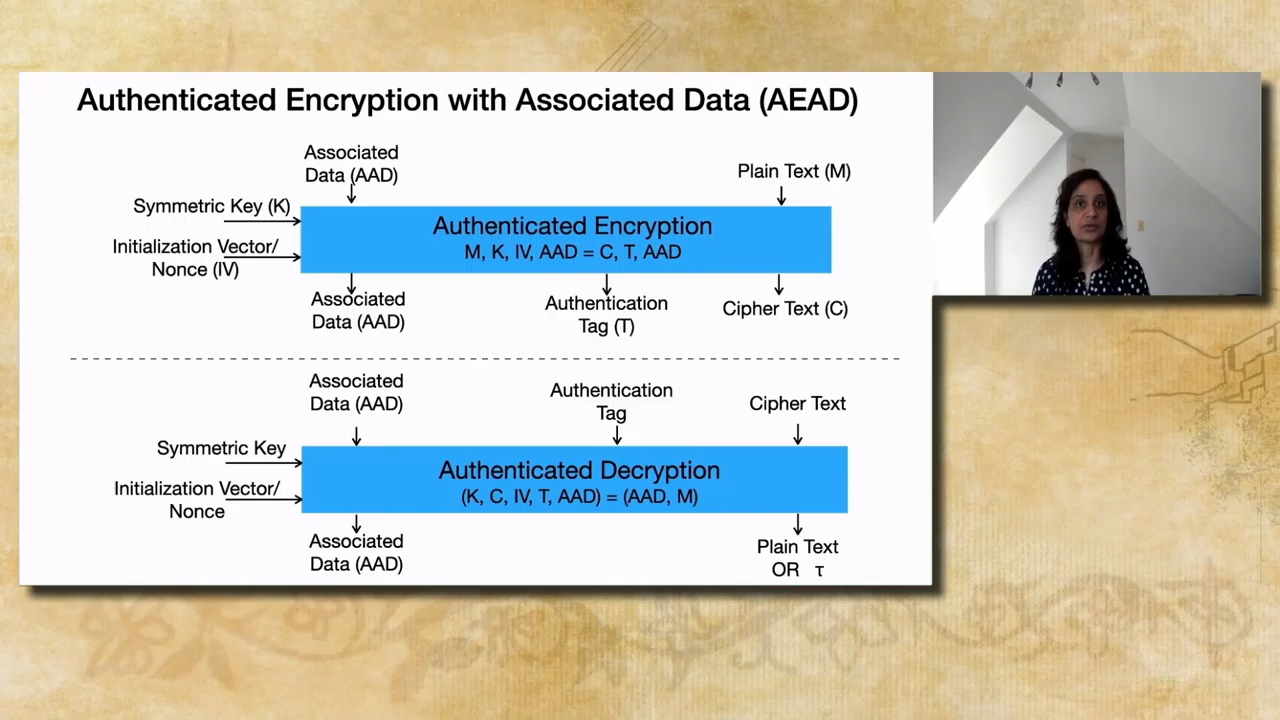 Authenticated Encryption with Associated Data (AEAD)
Associated
Data (AAD)
Plain Text (M)
Symmetric Key (K)
Initialization Vector/
Nonce (IV)
Authenticated Encryption
M, K, IV, AAD = C, T, AAD
Associated
Data (AAD)
Authentication
Tag (T)
Cipher Text (C)
Associated
Data (AAD)
Authentication
Tag
Cipher Text
Symmetric Key
Initialization Vector/
Nonce
Authenticated Decryption
(K, C, IV, T, AAD) = (AAD, M)
Associated
Data (AAD)
Plain Text
OR τ